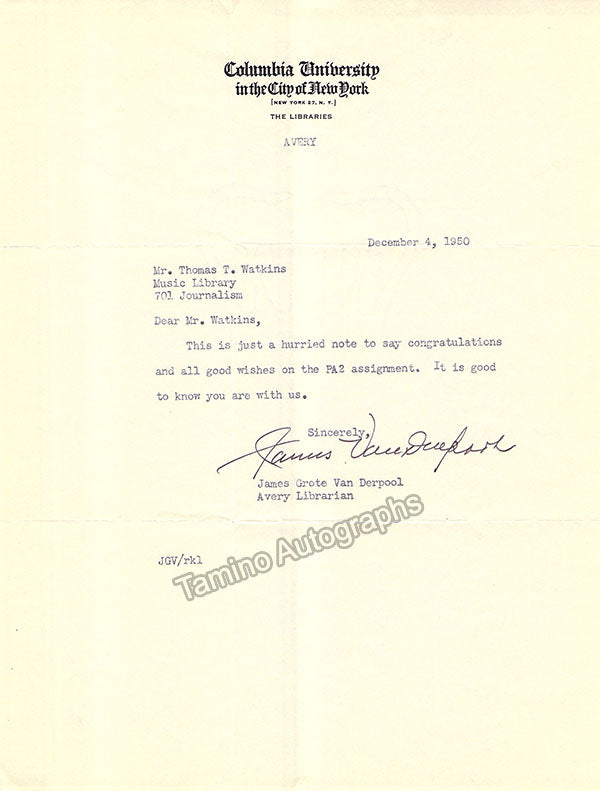 Columbia University
in the City of New York
[NEW YORK 27, N. Y.]
THE LIBRARIES
AVERY
December 4, 1950
Mr. Thomas T. Watkins
Music Library
701 Journalism
Dear Mr. Watkins,
This is just a hurried note to say congratulations
and all good wishes on the PA2 assignment. It is good
to know you are with us.
Sincerely,
James VanDerpool
James Grote Van Derpool
Avery Librarian
JGV/rkl
Tamino Autographs